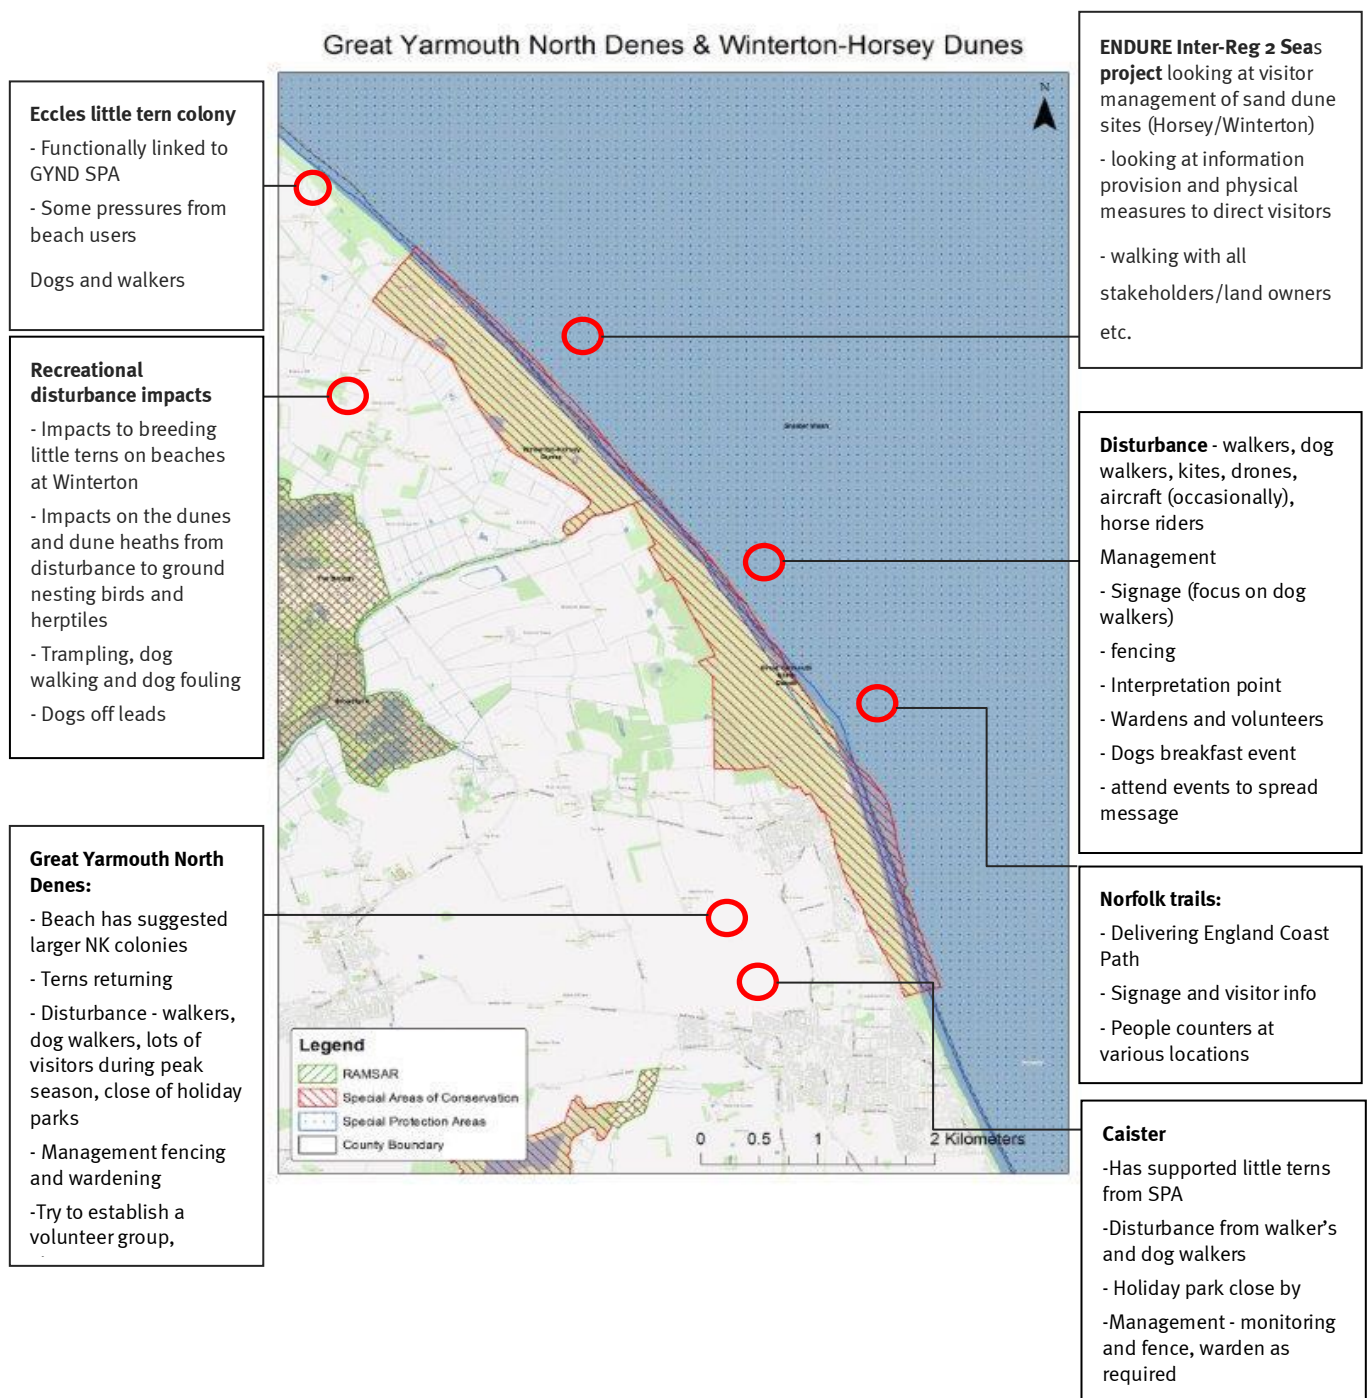 Great Yarmouth North Denes & Winterton-Horsey Dunes
Eccles little tern colony
- Functionally linked to
GYND SPA
- Some pressures from
beach users
Dogs and walkers
Recreational
disturbance impacts
- Impacts to breeding
little terns on beaches
at Winterton
- Impacts on the dunes
and dune heaths from
disturbance to ground
nesting birds and
herptiles
- Trampling, dog
walking and dog fouling
- Dogs off leads
Great Yarmouth North
Denes:
- Beach has suggested
larger NK colonies
- Terns returning
- Disturbance - walkers,
dog walkers, lots of
visitors during peak
season, close of holiday
parks
- Management fencing
and wardening
-Try to establish a
volunteer group,
N
Winterton-Horsey
Dunes
Great Yarmouth
North
Denes
Legend
RAMSAR
Special Areas of Conservation
Special Protection Areas
County Boundary
0 0.5 1 2 Kilometers
ENDURE Inter-Reg 2 Seas
project looking at visitor
management of sand dune
sites (Horsey/Winterton)
- looking at information
provision and physical
measures to direct visitors
- walking with all
stakeholders/land owners
etc.
Disturbance - walkers, dog
walkers, kites, drones,
aircraft (occasionally),
horse riders
Management
- Signage (focus on dog
walkers)
- fencing
- Interpretation point
- Wardens and volunteers
- Dogs breakfast event
- attend events to spread
message
Norfolk trails:
- Delivering England Coast
Path
- Signage and visitor info
- People counters at
various locations
Caister
-Has supported little terns
from SPA
-Disturbance from walker's
and dog walkers
- Holiday park close by
-Management - monitoring
and fence, warden as
required